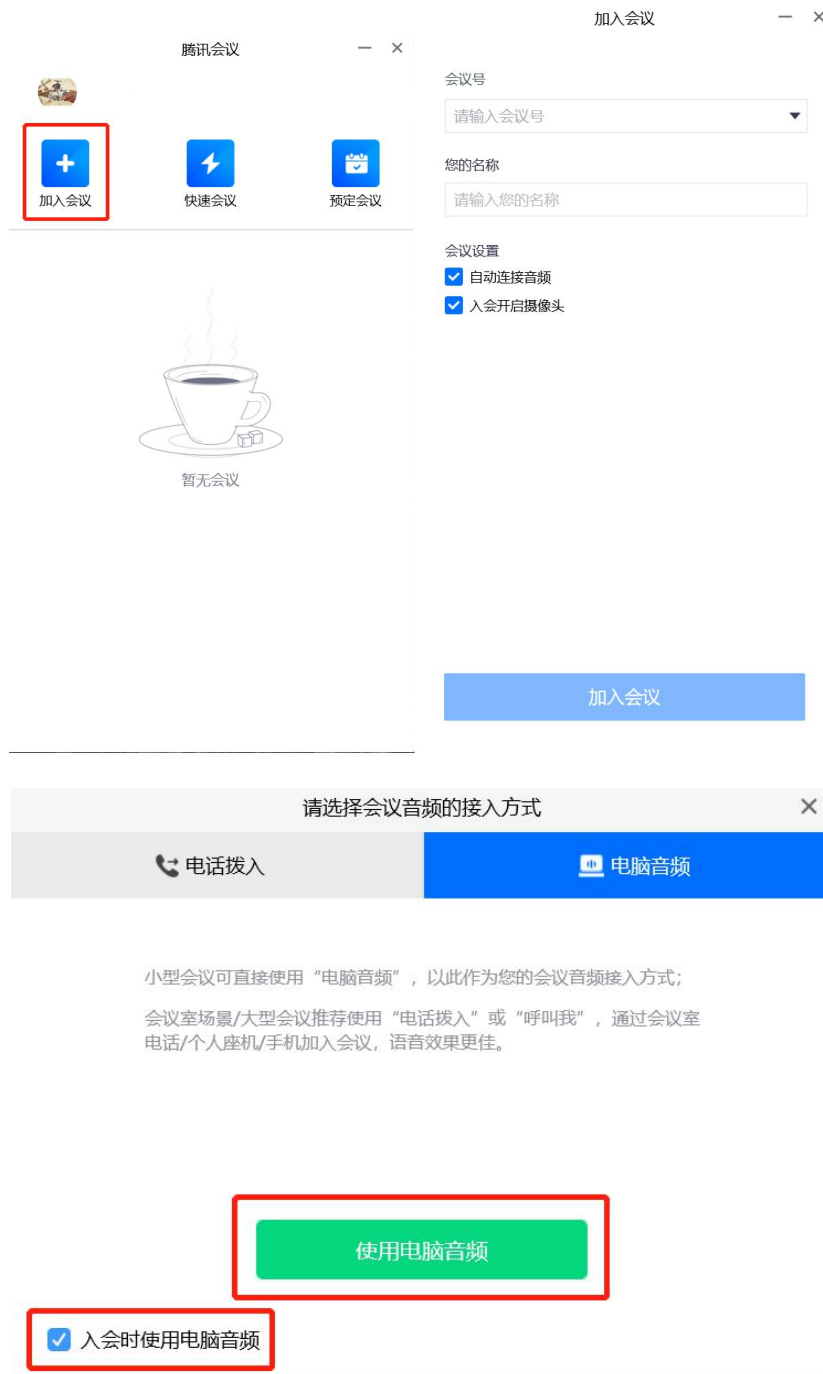 腾讯会议
加入会议
快速会议
预定会议
暂无会议
加入会议
会议号
请输入会议号
您的名称
请输入您的名称
会议设置
自动连接音频
入会开启摄像头
加入会议
请选择会议音频的接入方式
电话拨入
电脑音频
小型会议可直接使用“电脑音频”，以此作为您的会议音频接入方式；
会议室场景/大型会议推荐使用“电话拨入”或“呼叫我”，通过会议室
电话/个人座机/手机加入会议，语音效果更佳。
使用电脑音频
入会时使用电脑音频